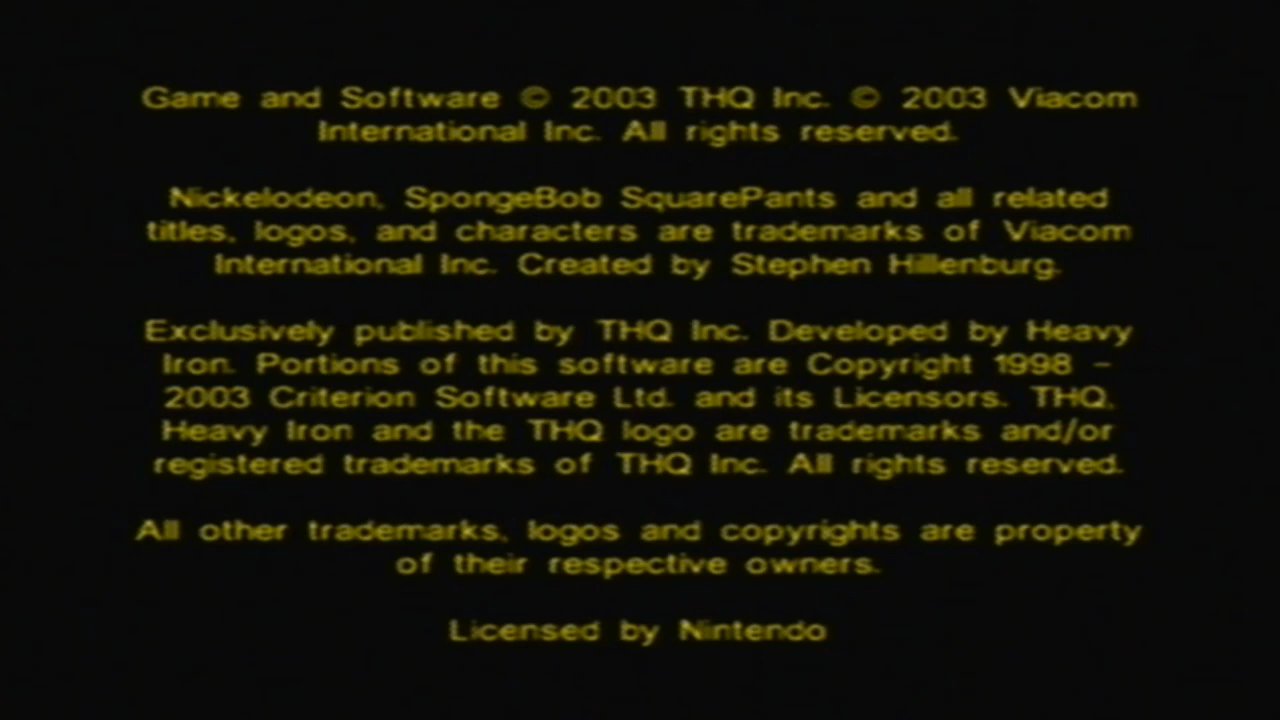 Game and Software © 2003 THQ Inc. © 2003 Viacom
International Inc. All rights reserved.
Nickelodeon, SpongeBob SquarePants and all related
titles, logos, and characters are trademarks of Viacom
International Inc. Created by Stephen Hillenburg.
Exclusively published by THQ Inc. Developed by Heavy
Iron. Portions of this software are Copyright 1998 -
2003 Criterion Software Ltd. and its Licensors. THQ,
Heavy Iron and the THQ logo are trademarks and/or
registered trademarks of THQ Inc. All rights reserved.
All other trademarks, logos and copyrights are property
of their respective owners.
Licensed by Nintendo